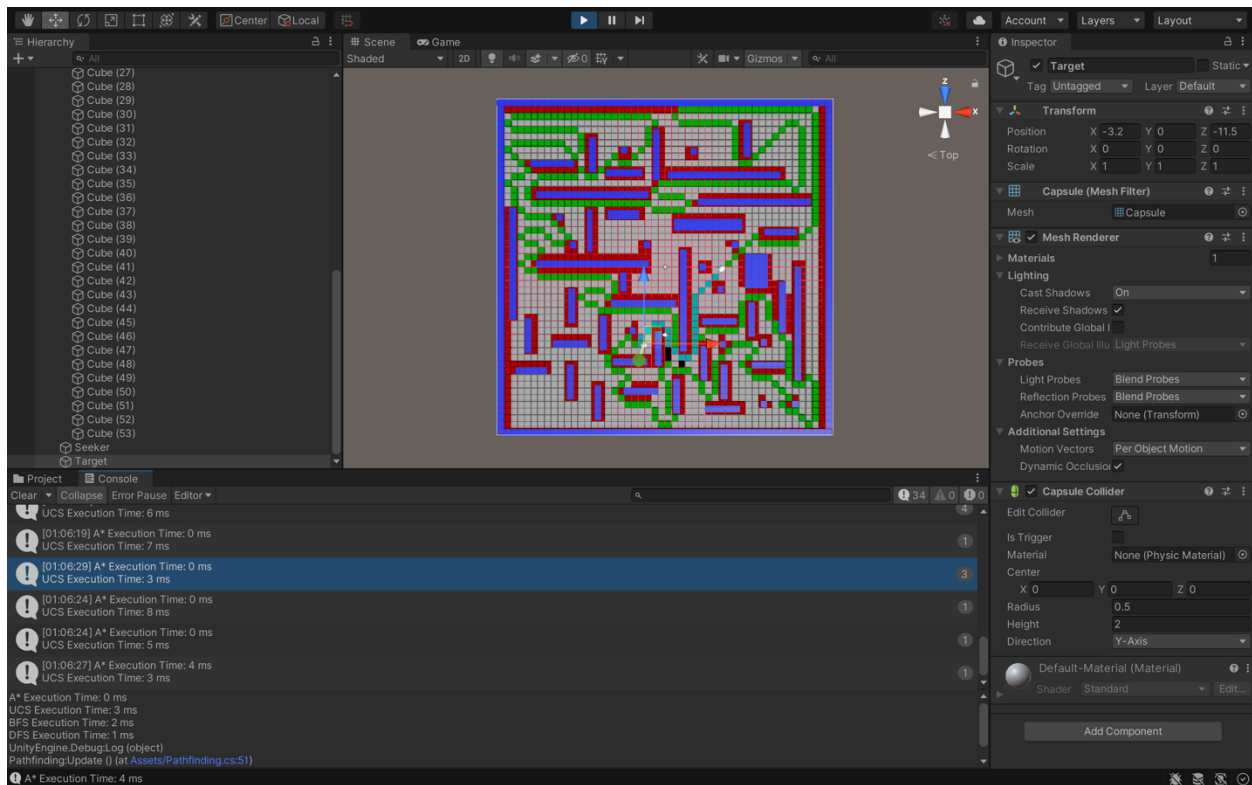 Center Local
Account Layers Layout
Hierarchy
All
Cube (27)
Cube (28)
Cube (29)
Cube (30)
Cube (31)
Cube (32)
Cube (33)
Cube (34)
Cube (35)
Cube (36)
Cube (37)
Cube (38)
Cube (39)
Cube (40)
Cube (41)
Cube (42)
Cube (43)
Cube (44)
Cube (45)
Cube (46)
Cube (47)
Cube (48)
Cube (49)
Cube (50)
Cube (51)
Cube (52)
Cube (53)
Seeker
Target
Scene Game
Shaded 2D 0 Gizmos All
z
x
Top
Project Console
Clear Collapse Error Pause Editor 34 0 0
UCS Execution Time: 6 ms 4
[01:06:19] A* Execution Time: 0 ms
UCS Execution Time: 7 ms 1
[01:06:29] A* Execution Time: 0 ms
UCS Execution Time: 3 ms 3
[01:06:24] A* Execution Time: 0 ms
UCS Execution Time: 8 ms 1
[01:06:24] A* Execution Time: 0 ms
UCS Execution Time: 5 ms 1
[01:06:27] A* Execution Time: 4 ms
UCS Execution Time: 3 ms 1
A* Execution Time: 0 ms
UCS Execution Time: 3 ms
BFS Execution Time: 2 ms
DFS Execution Time: 1 ms
UnityEngine.Debug:Log (object)
Pathfinding:Update () (at Assets/Pathfinding.cs:51)
A* Execution Time: 4 ms
Inspector
Target Static
Tag Untagged Layer Default
Transform
Position X -3.2 Y 0 Z -11.5
Rotation X 0 Y 0 Z 0
Scale X 1 Y 1 Z 1
Capsule (Mesh Filter)
Mesh Capsule
Mesh Renderer
Materials 1
Lighting
Cast Shadows On
Receive Shadows
Contribute Global I
Receive Global Illu Light Probes
Probes
Light Probes Blend Probes
Reflection Probes Blend Probes
Anchor Override None (Transform)
Additional Settings
Motion Vectors Per Object Motion
Dynamic Occlusion
Capsule Collider
Edit Collider
Is Trigger
Material None (Physic Material)
Center
X 0 Y 0 Z 0
Radius 0.5
Height 2
Direction Y-Axis
Default-Material (Material)
Shader Standard Edit...
Add Component